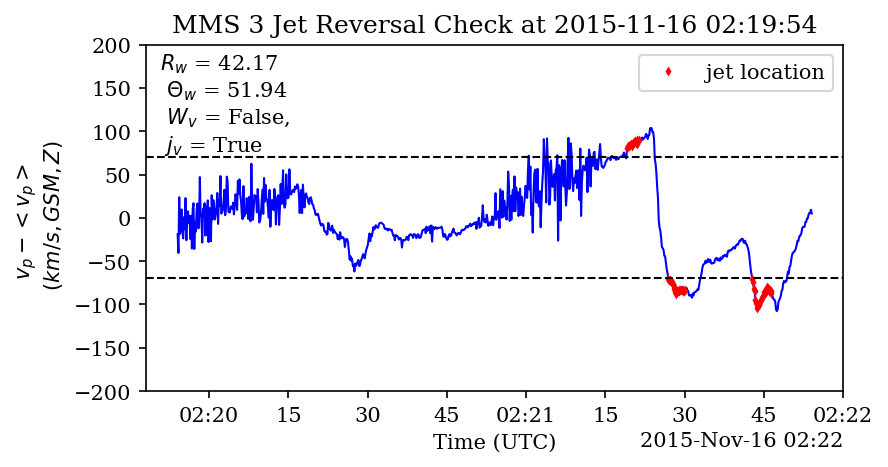 MMS 3 Jet Reversal Check at 2015-11-16 02:19:54
R_w = 42.17
Θ_w = 51.94
W_v = False,
j_v = True
jet location
v_p − < v_p >
(km/s, GSM, Z)
200
150
100
50
0
−50
−100
−150
−200
02:20 15 30 45 02:21 15 30 45 02:22
Time (UTC)
2015-Nov-16 02:22